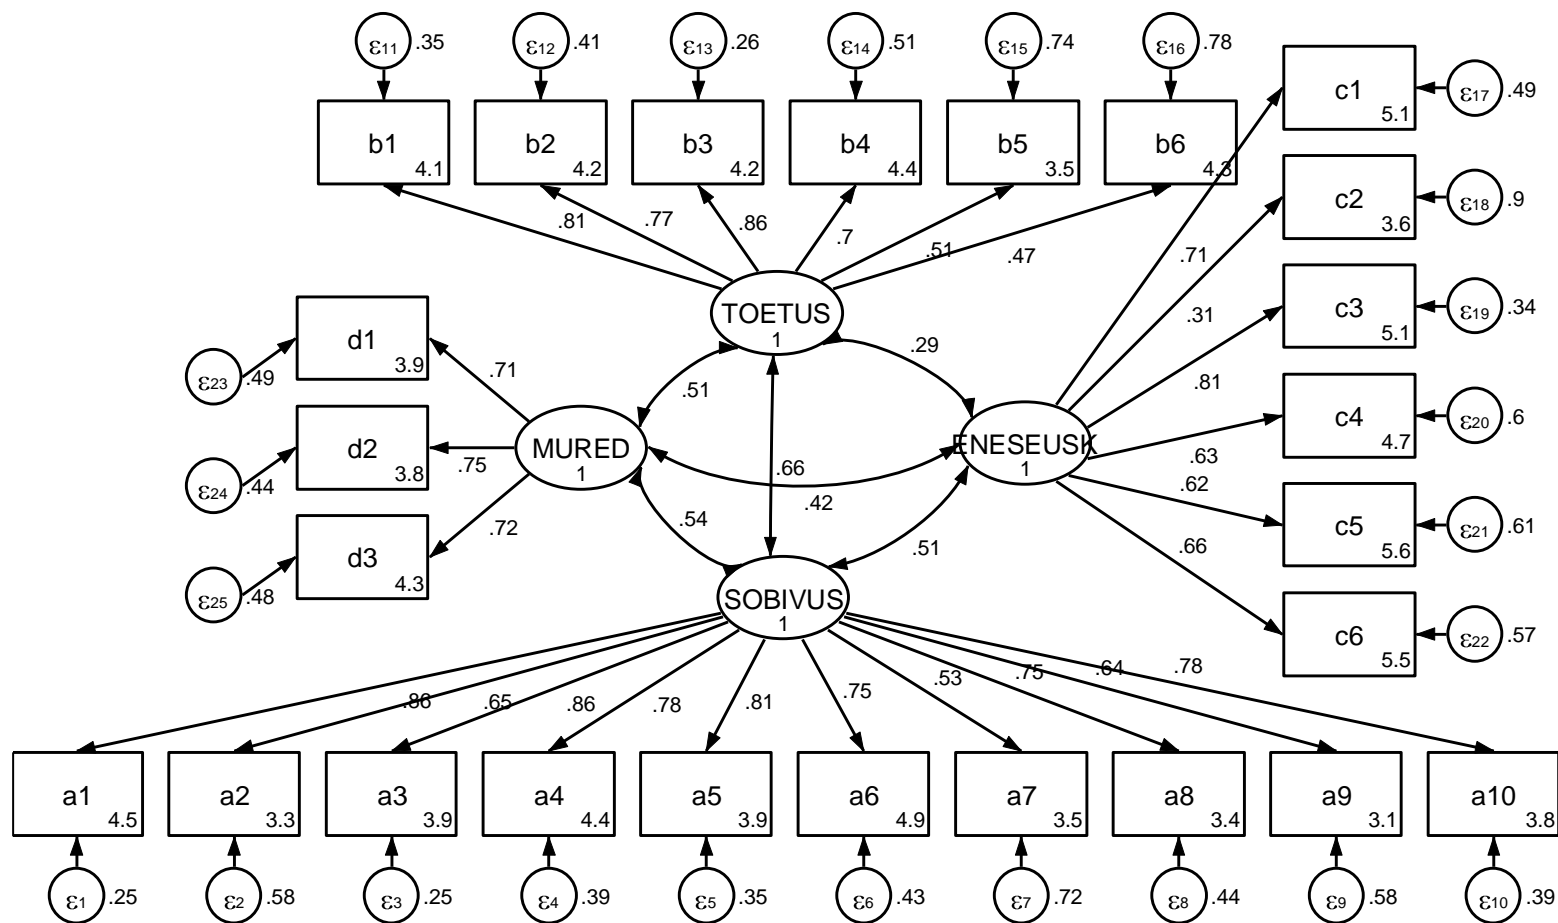 ε11 .35 ε12 .41 ε13 .26 ε14 .51 ε15 .74 ε16 .78
b1 4.1 b2 4.2 b3 4.2 b4 4.4 b5 3.5 b6 4.3
c1 5.1 ε17 .49
c2 3.6 ε18 .9
c3 5.1 ε19 .34
c4 4.7 ε20 .6
c5 5.6 ε21 .61
c6 5.5 ε22 .57
.81 .77 .86 .7 .51 .47
.71
.31
.81
.63
.62
.66
TOETUS
1
d1 3.9 ε23 .49
d2 3.8 ε24 .44
d3 4.3 ε25 .48
.71
.75
.72
MURED
1
ENESEUSK
1
.51
.29
.66
.42
.54
.51
SOBIVUS
1
.86 .65 .86 .78 .81 .75 .53 .75 .64 .78
a1 4.5 a2 3.3 a3 3.9 a4 4.4 a5 3.9 a6 4.9 a7 3.5 a8 3.4 a9 3.1 a10 3.8
ε1 .25 ε2 .58 ε3 .25 ε4 .39 ε5 .35 ε6 .43 ε7 .72 ε8 .44 ε9 .58 ε10 .39